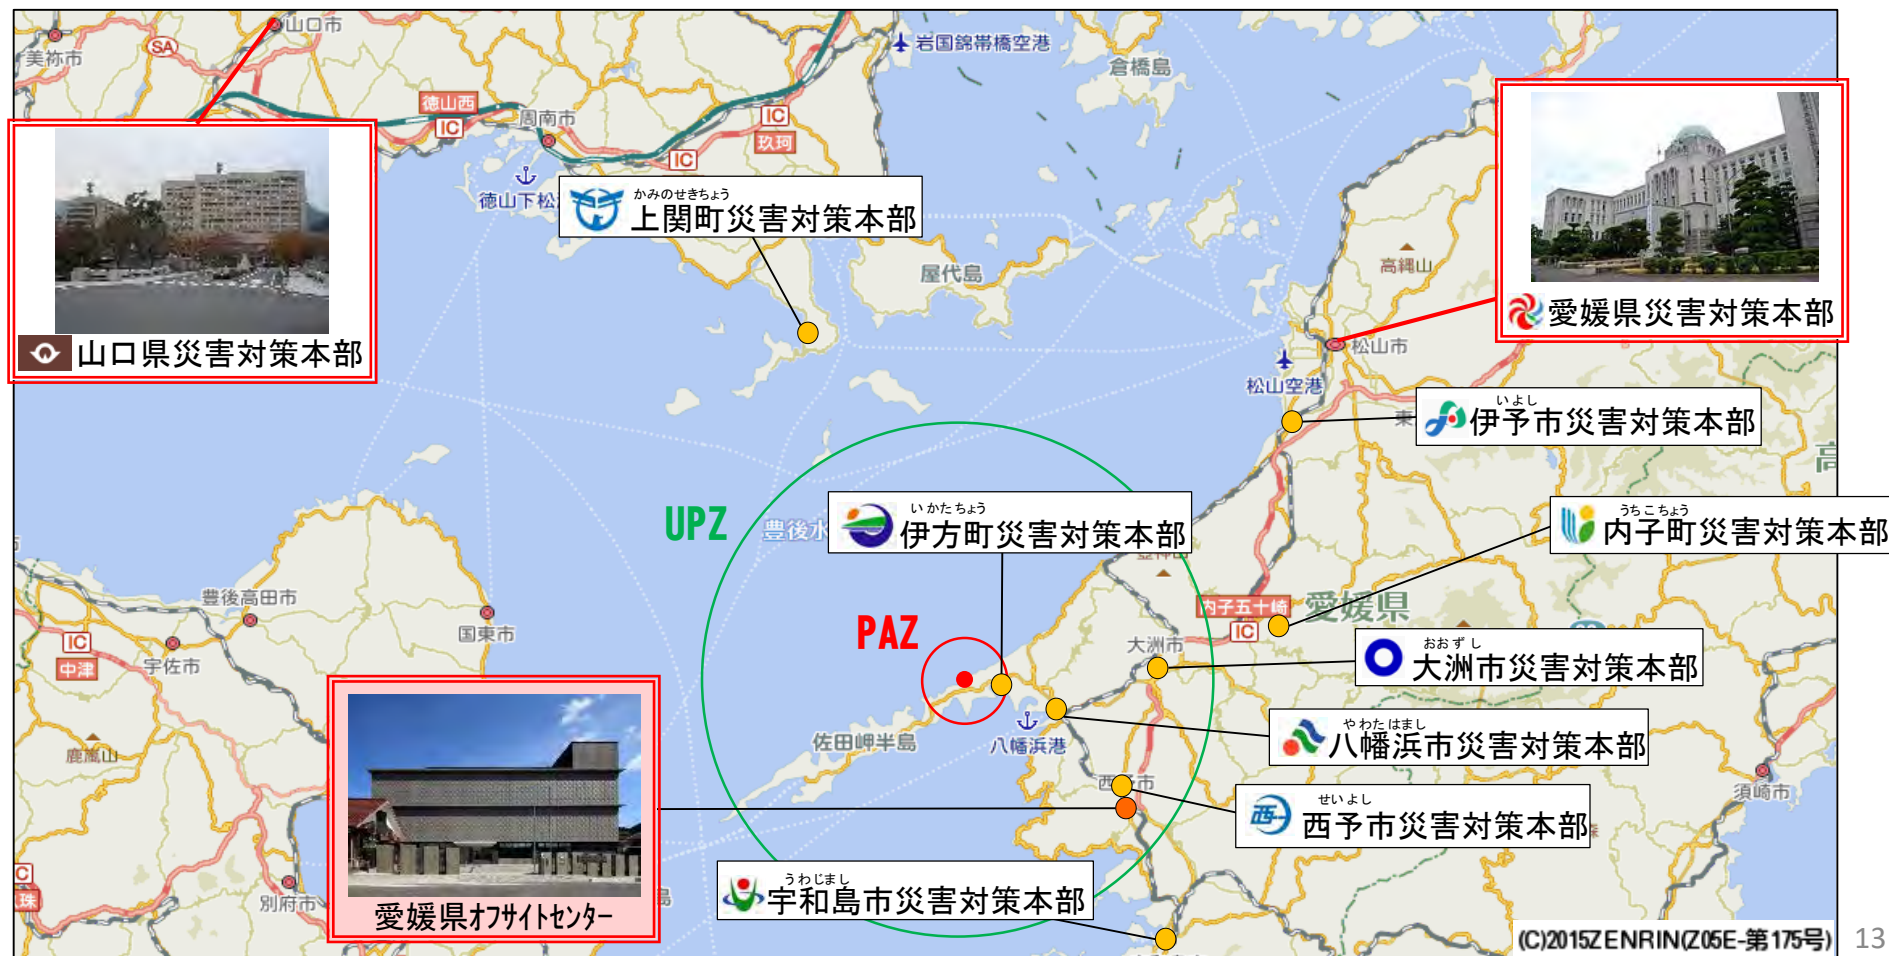 山口市
美祢市
SA
岩国錦帯橋空港
倉橋島
徳山西
IC
周南市
IC
玖珂
IC
徳山下松
かみのせきちょう
上関町災害対策本部
屋代島
高縄山
山口県災害対策本部
愛媛県災害対策本部
松山市
松山空港
東
いよし
伊予市災害対策本部
高
UPZ
豊後水
いかたちょう
伊方町災害対策本部
うちこちょう
内子町災害対策本部
豊後高田市
国東市
IC
中津
宇佐市
PAZ
内子五十崎
IC
愛媛県
大洲市
おおずし
大洲市災害対策本部
佐田岬半島
八幡浜港
やわたはまし
八幡浜市災害対策本部
西予市
須崎市
せいよし
西予市災害対策本部
森
鹿嵐山
別府市
愛媛県オフサイトセンター
島
うわじまし
宇和島市災害対策本部
(C)2015ZENRIN(Z05E-第175号)
13